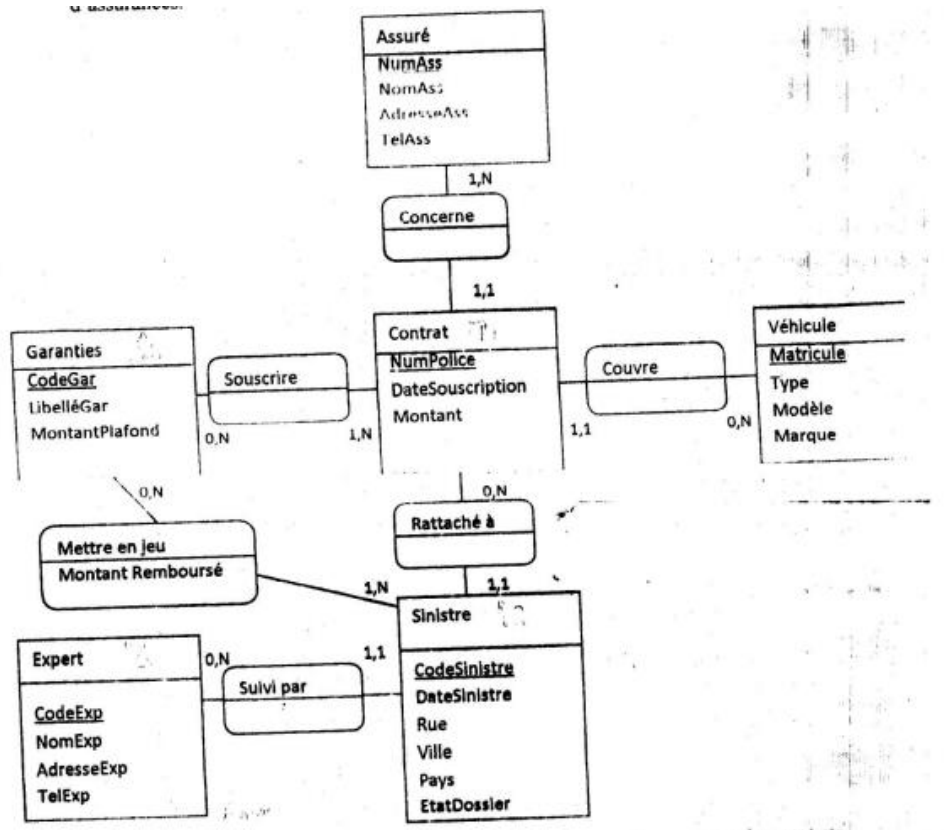 d'assurances.
Assuré
NumAss
NomAss
AdresseAss
TelAss
1,N
Concerne
1,1
Garanties
CodeGar
LibelléGar
MontantPlafond
0,N
Souscrire
1,N
Contrat
NumPolice
DateSouscription
Montant
1,1
Couvre
0,N
Véhicule
Matricule
Type
Modèle
Marque
0,N
Mettre en jeu
Montant Remboursé
1,N
0,N
Rattaché à
1,1
Sinistre
CodeSinistre
DateSinistre
Rue
Ville
Pays
EtatDossier
Expert
CodeExp
NomExp
AdresseExp
TelExp
0,N
Suivi par
1,1